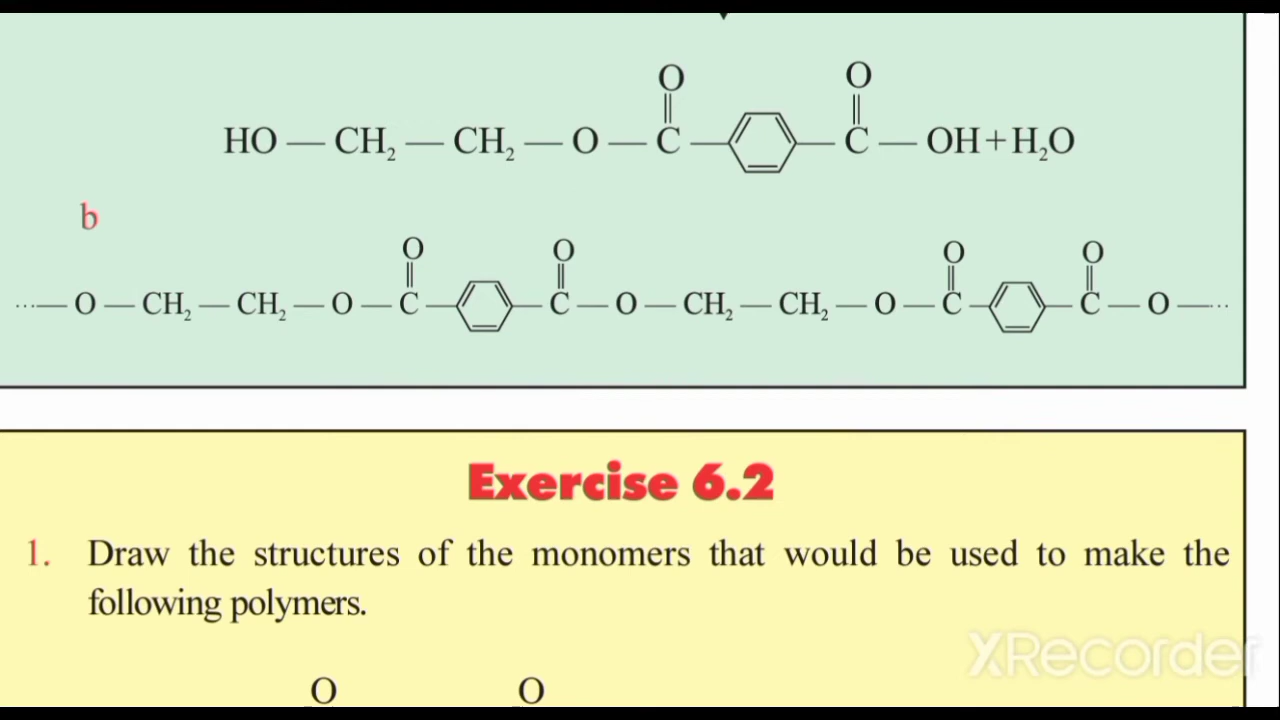 O O
HO — CH₂ — CH₂ — O — C — — C — OH + H₂O
b
O O O O
···— O — CH₂ — CH₂ — O — C — — C — O — CH₂ — CH₂ — O — C — — C — O —···
Exercise 6.2
1. Draw the structures of the monomers that would be used to make the
following polymers.
XRecorder
O O